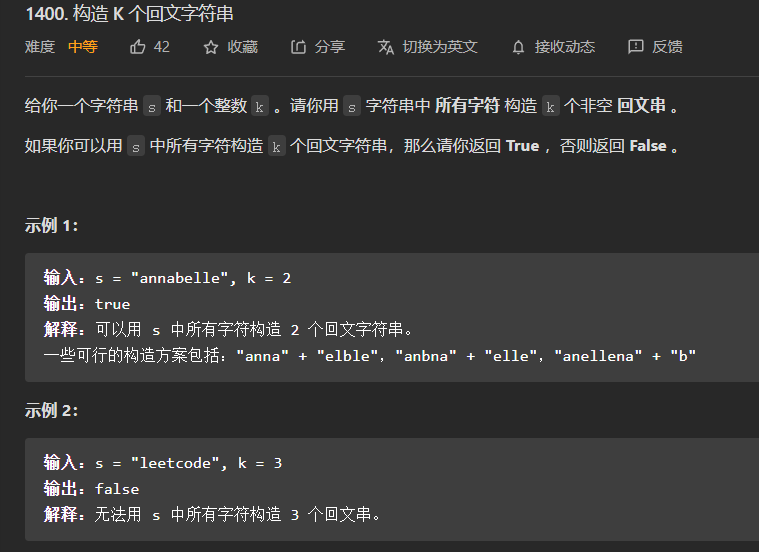 1400. 构造 K 个回文字符串
难度 中等 42 收藏 分享 切换为英文 接收动态 反馈
给你一个字符串 s 和一个整数 k 。请你用 s 字符串中 所有字符 构造 k 个非空 回文串 。
如果你可以用 s 中所有字符构造 k 个回文字符串，那么请你返回 True ，否则返回 False 。
示例 1：
输入：s = "annabelle", k = 2
输出：true
解释：可以用 s 中所有字符构造 2 个回文字符串。
一些可行的构造方案包括："anna" + "elble"，"anbna" + "elle"，"anellena" + "b"
示例 2：
输入：s = "leetcode", k = 3
输出：false
解释：无法用 s 中所有字符构造 3 个回文串。